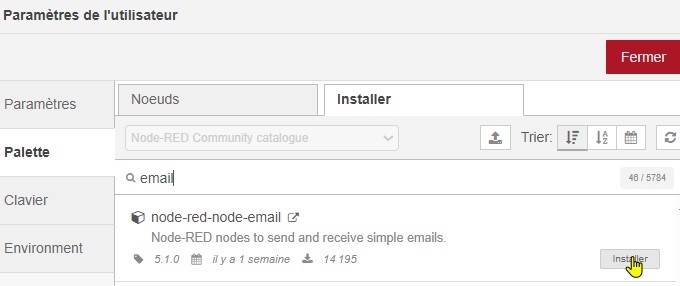 Paramètres de l'utilisateur
Fermer
Paramètres
Palette
Clavier
Environment
Noeuds
Installer
Node-RED Community catalogue
Trier:
email
46 / 5784
node-red-node-email
Node-RED nodes to send and receive simple emails.
5.1.0 il y a 1 semaine 14 195
Installer